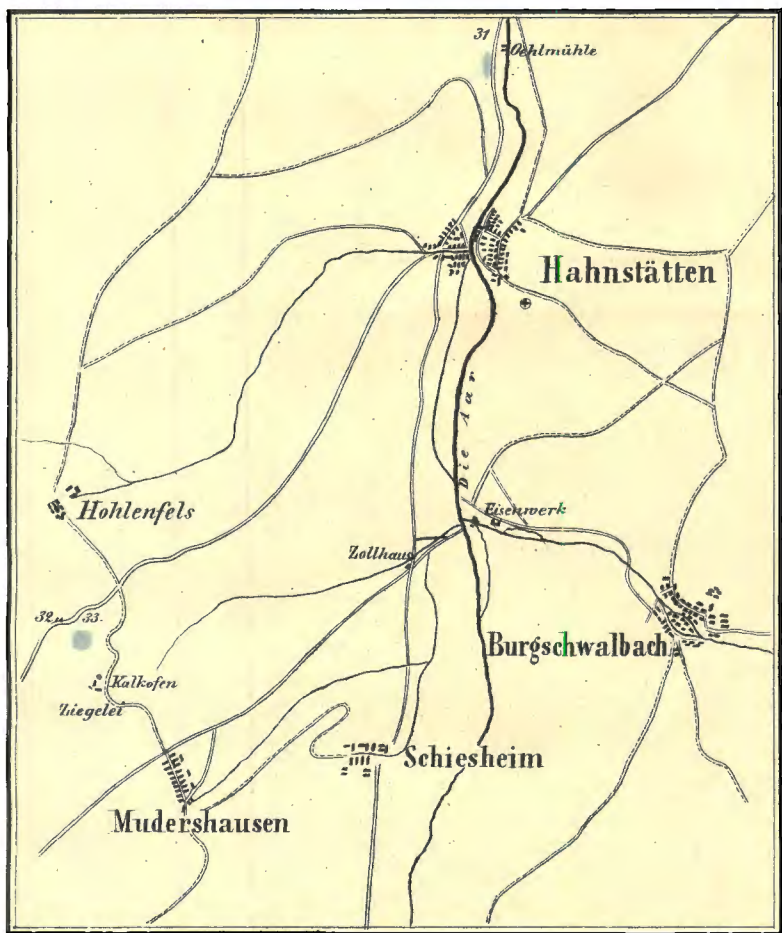 31
Oehlmühle
Hahnstätten
Die Aar
Hohlenfels
Eisenwerk
Zollhaus
32 u. 33.
Burgschwalbach
Kalkofen
Ziegelei
Schiesheim
Mudershausen